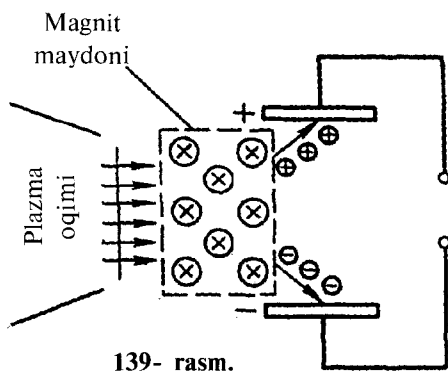 Magnit
maydoni
Plazma
oqimi
+
−
139- rasm.